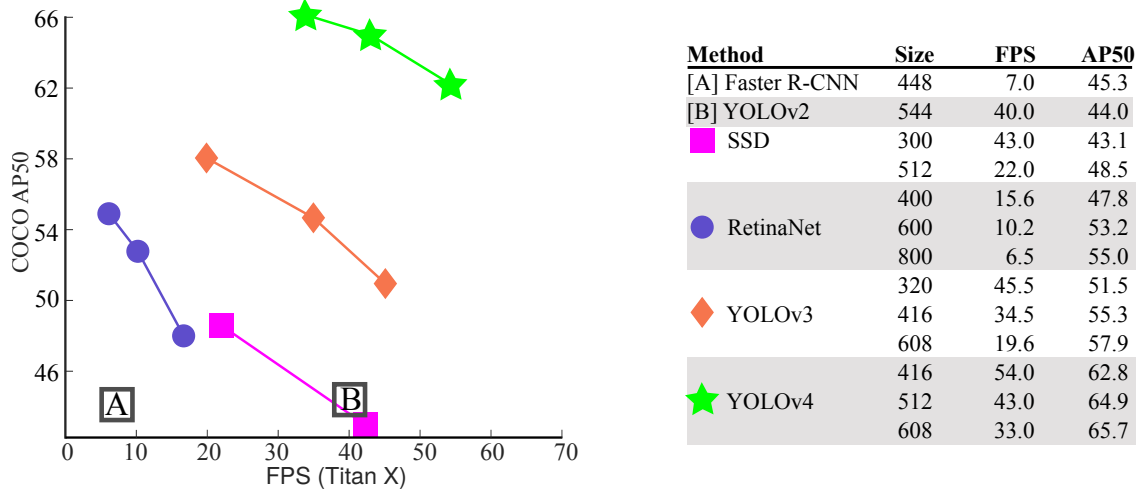 66
62
58
54
50
46
COCO AP50
A
B
0 10 20 30 40 50 60 70
FPS (Titan X)
Method Size FPS AP50
[A] Faster R-CNN 448 7.0 45.3
[B] YOLOv2 544 40.0 44.0
SSD 300 43.0 43.1
512 22.0 48.5
400 15.6 47.8
RetinaNet 600 10.2 53.2
800 6.5 55.0
320 45.5 51.5
YOLOv3 416 34.5 55.3
608 19.6 57.9
416 54.0 62.8
YOLOv4 512 43.0 64.9
608 33.0 65.7